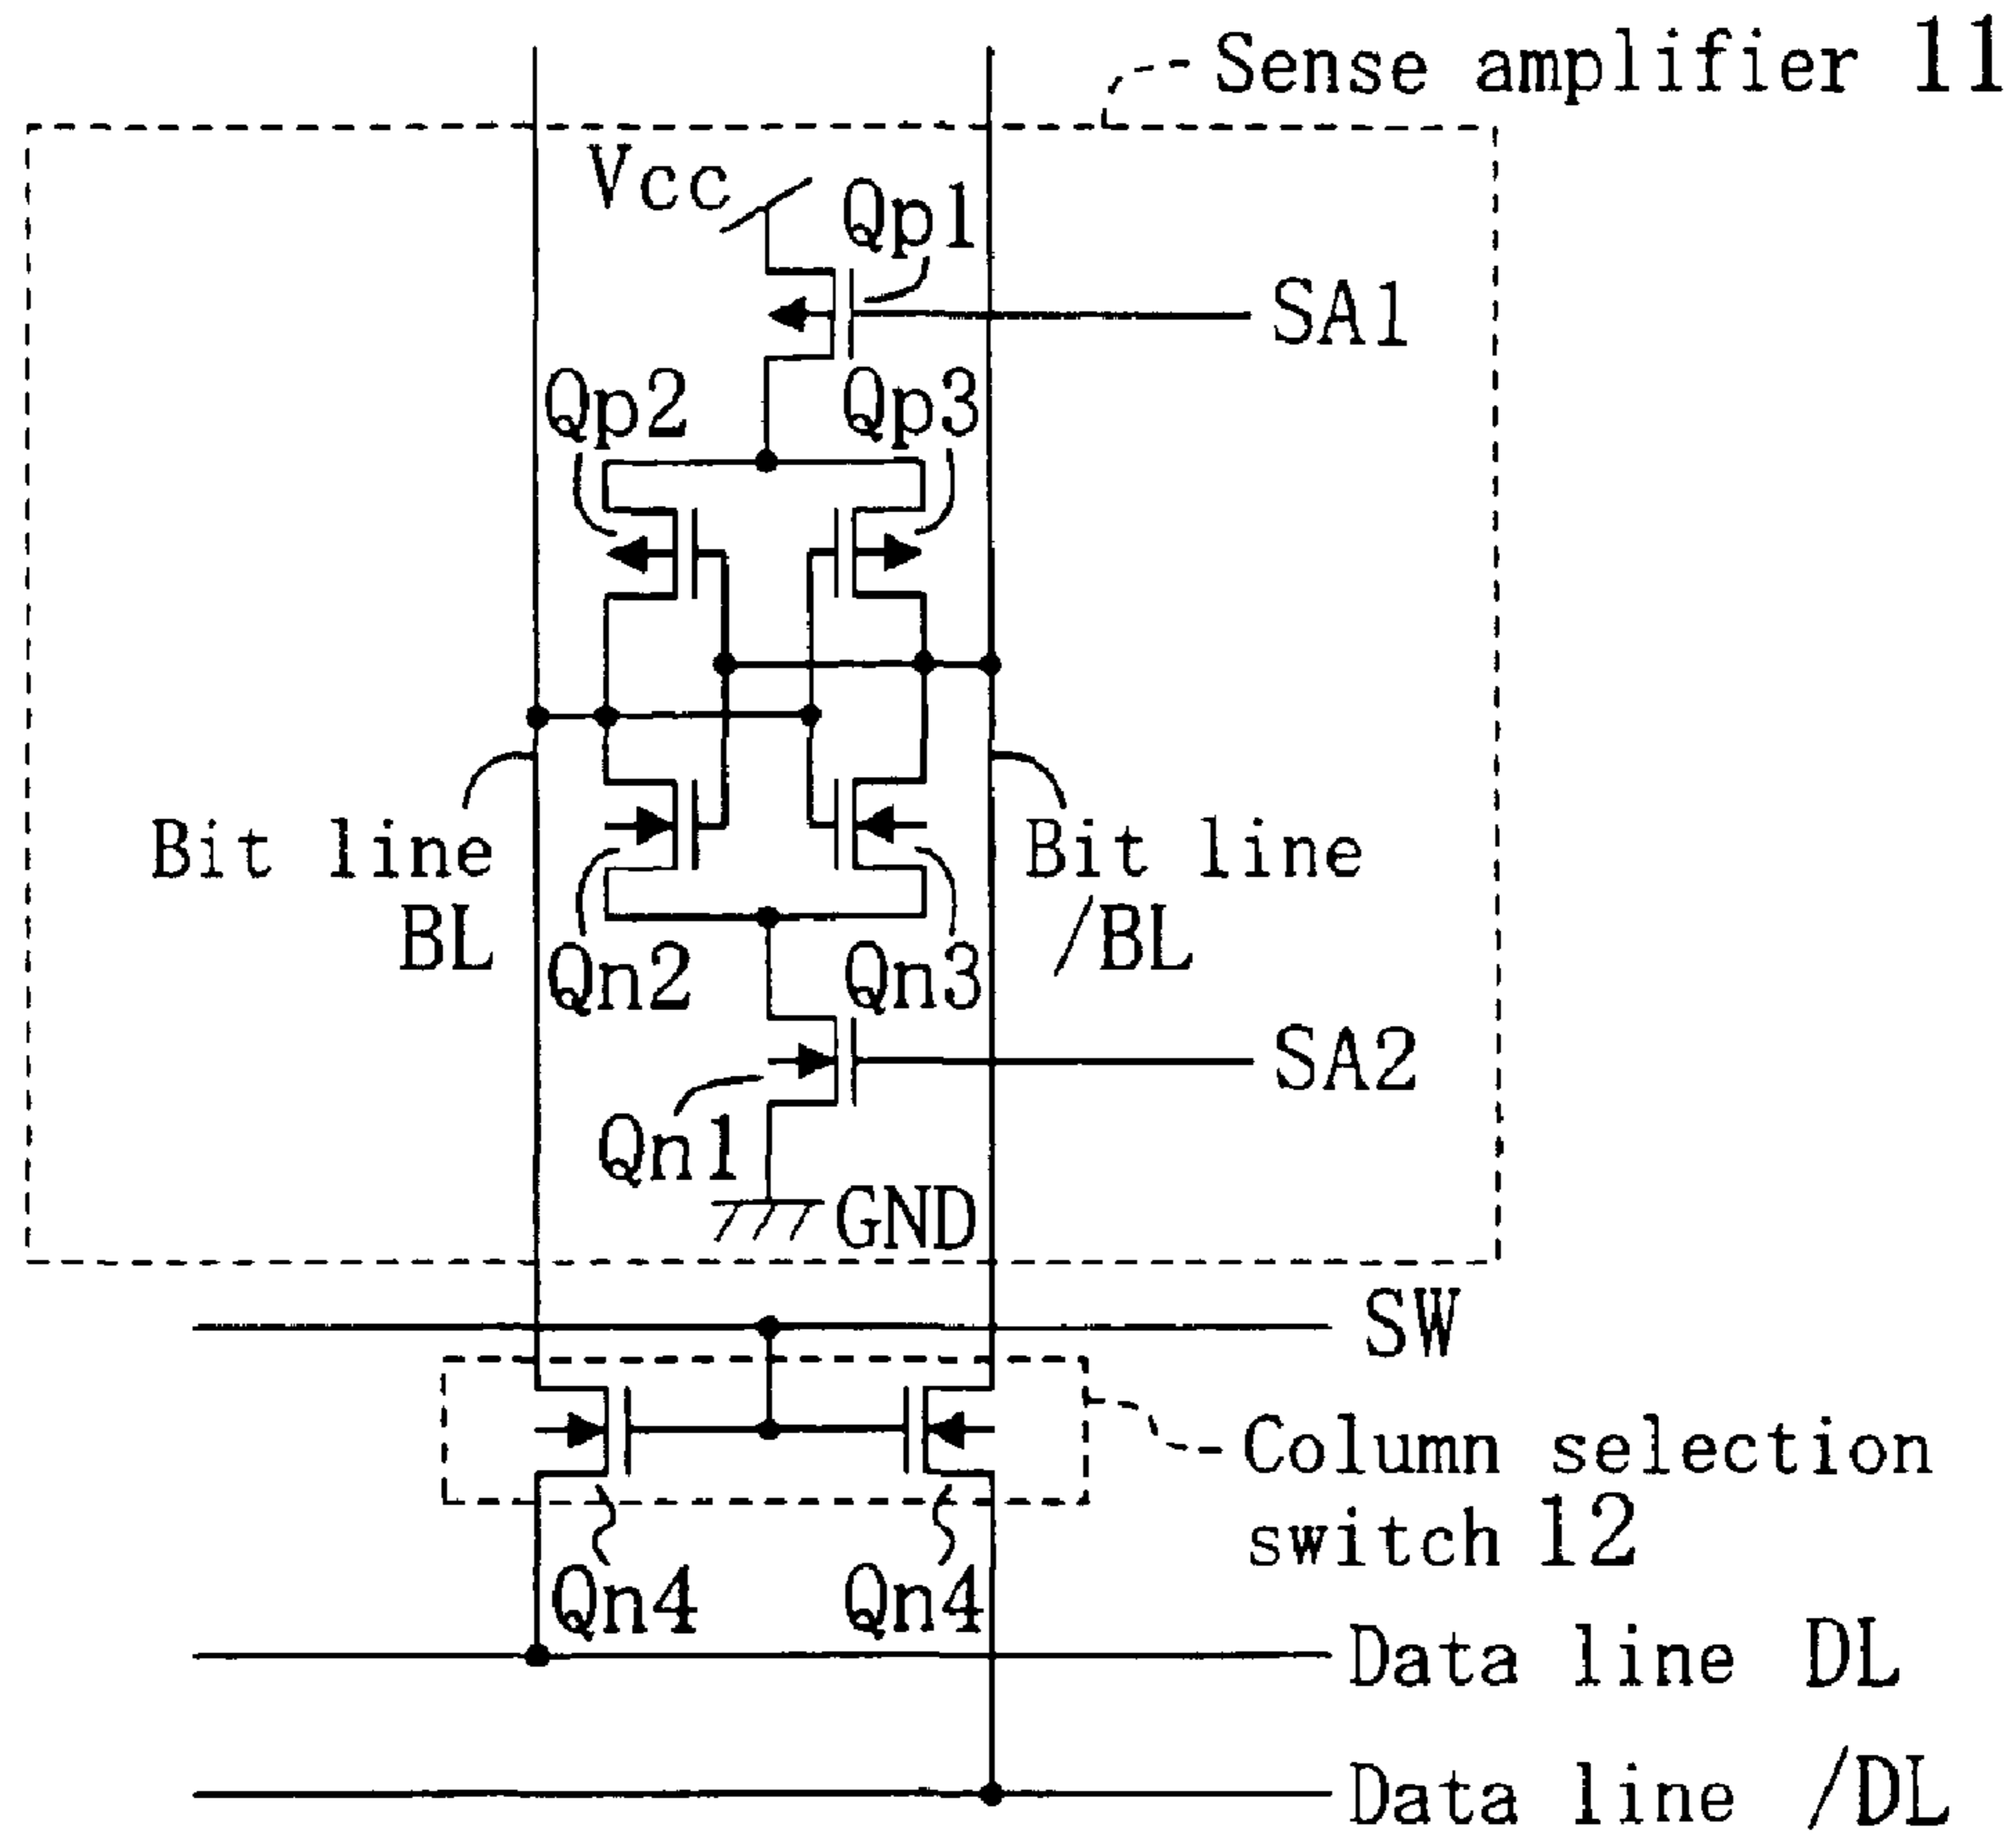 Sense amplifier 11
Vcc
Qp1
SA1
Qp2
Qp3
Bit line
BL
Bit line
/BL
Qn2
Qn3
SA2
Qn1
GND
SW
Column selection
switch 12
Qn4
Qn4
Data line DL
Data line /DL